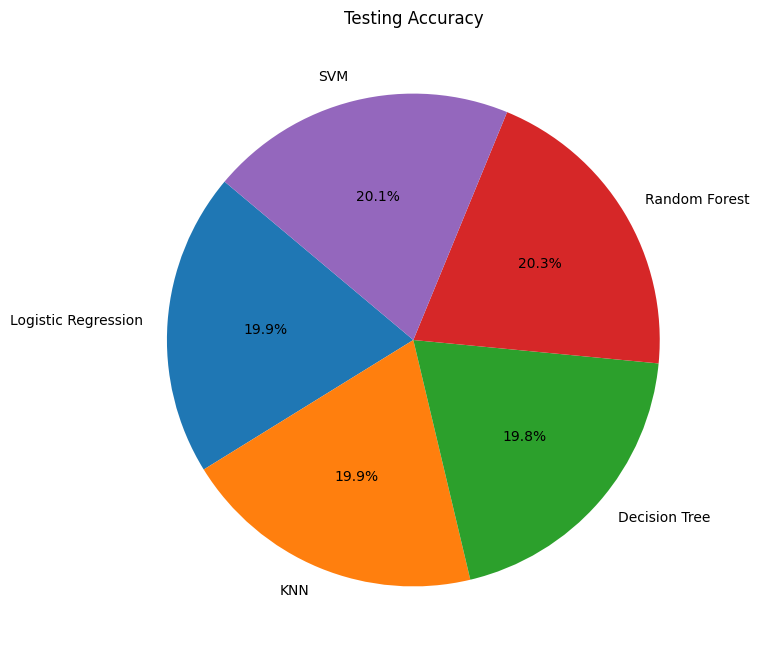 Testing Accuracy
SVM
20.1%
Random Forest
20.3%
Logistic Regression
19.9%
19.8%
Decision Tree
19.9%
KNN